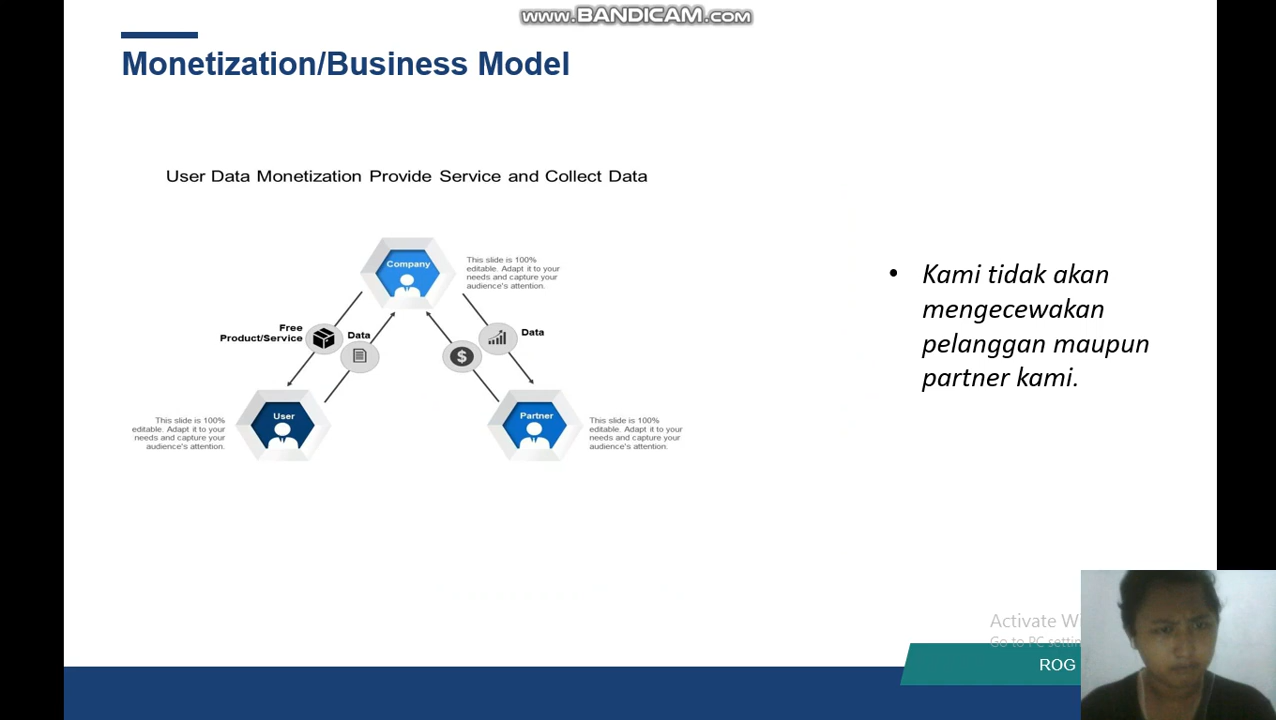 www.BANDICAM.com
Monetization/Business Model
User Data Monetization Provide Service and Collect Data
Company
This slide is 100%
editable. Adapt it to your
needs and capture your
audience's attention.
Free
Product/Service
Data
$
Data
User
This slide is 100%
editable. Adapt it to your
needs and capture your
audience's attention.
Partner
This slide is 100%
editable. Adapt it to your
needs and capture your
audience's attention.
• Kami tidak akan
mengecewakan
pelanggan maupun
partner kami.
Activate
Go to PC
ROG